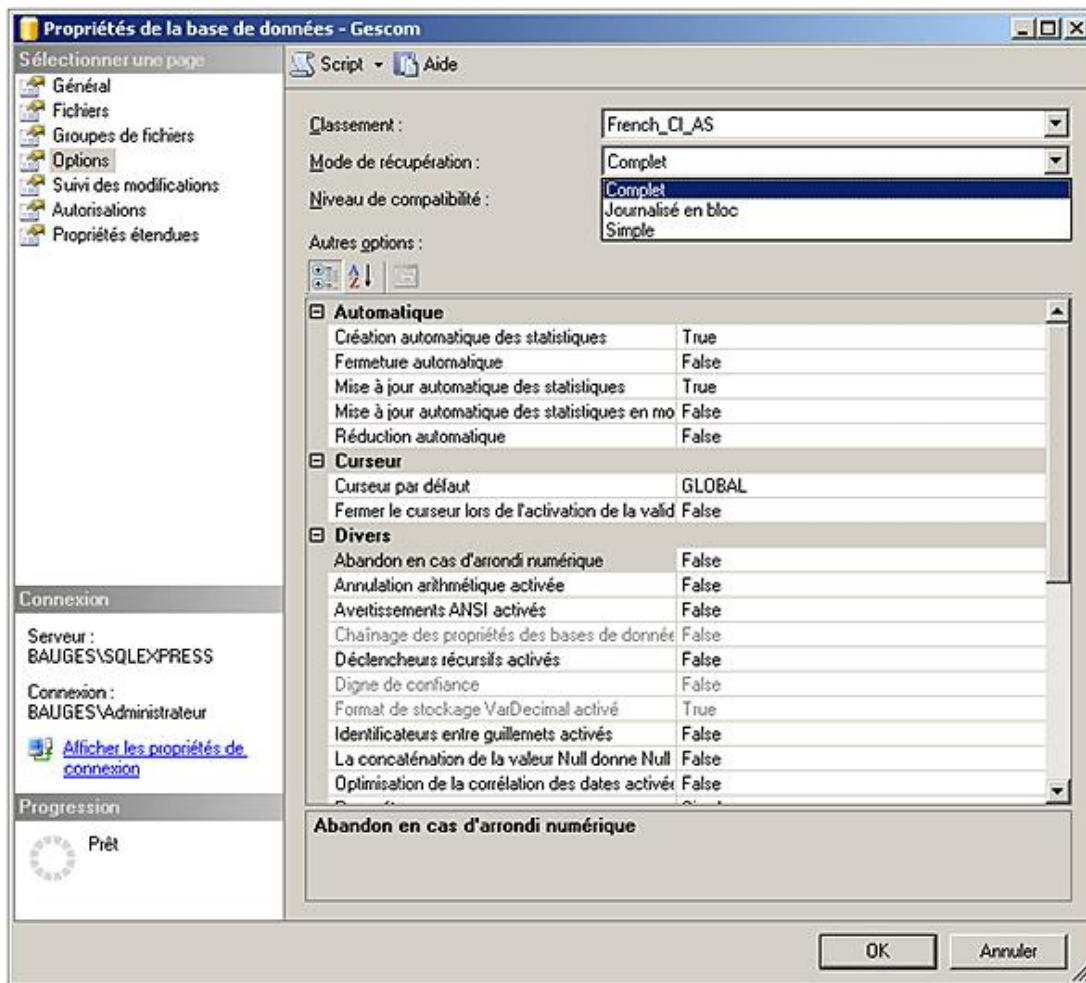 Propriétés de la base de données - Gescom
Sélectionner une page
Général
Fichiers
Groupes de fichiers
Options
Suivi des modifications
Autorisations
Propriétés étendues
Script Aide
Classement : French_CI_AS
Mode de récupération : Complet
Complet
Niveau de compatibilité :
Journalisé en bloc
Simple
Autres options :
Automatique
Création automatique des statistiques True
Fermeture automatique False
Mise à jour automatique des statistiques True
Mise à jour automatique des statistiques en mo False
Réduction automatique False
Curseur
Curseur par défaut GLOBAL
Fermer le curseur lors de l'activation de la valid False
Divers
Abandon en cas d'arrondi numérique False
Annulation arithmétique activée False
Avertissements ANSI activés False
Chaînage des propriétés des bases de donnée False
Déclencheurs récursifs activés False
Digne de confiance False
Format de stockage VarDecimal activé True
Identificateurs entre guillemets activés False
La concaténation de la valeur Null donne Null False
Optimisation de la corrélation des dates activée False
Abandon en cas d'arrondi numérique
Connexion
Serveur :
BAUGES\SQLEXPRESS
Connexion :
BAUGES\Administrateur
Afficher les propriétés de
connexion
Progression
Prêt
OK Annuler